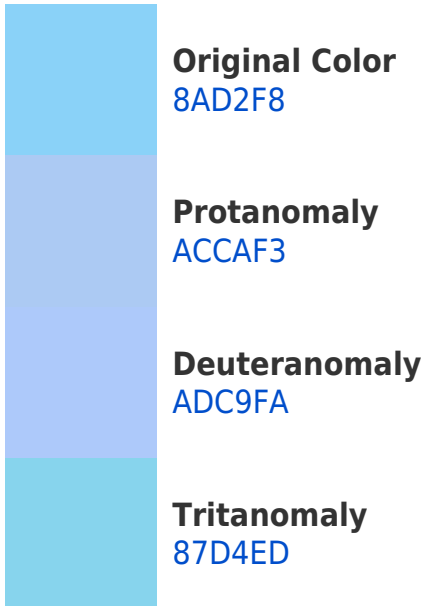 Original Color
8AD2F8
Protanomaly
ACCAF3
Deuteranomaly
ADC9FA
Tritanomaly
87D4ED